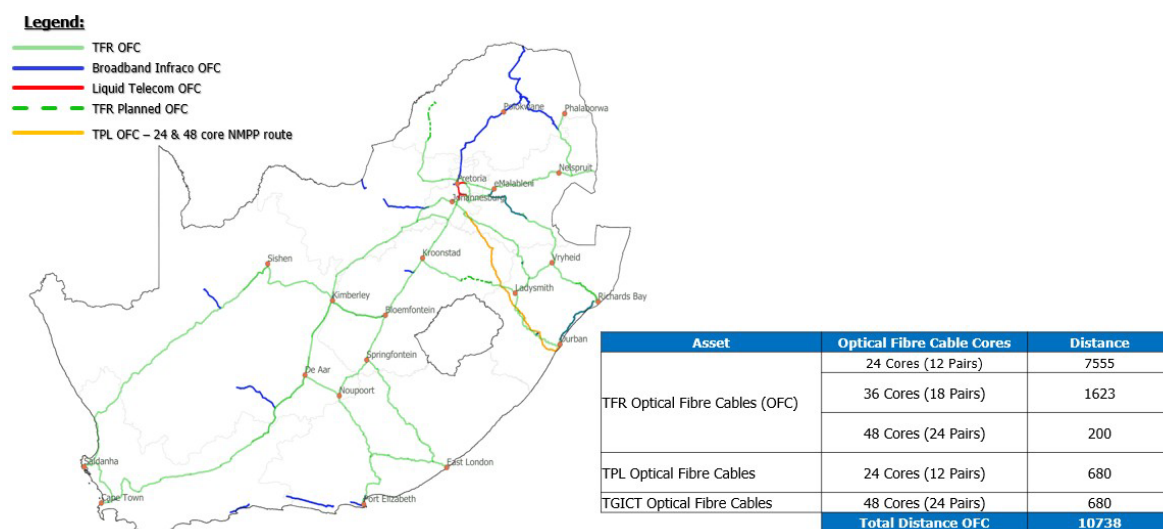 Legend:
TFR OFC
Broadband Infraco OFC
Liquid Telecom OFC
TFR Planned OFC
TPL OFC – 24 & 48 core NMPP route
Polokwane
Phalaborwa
Nelspruit
Pretoria
eMalahleni
Johannesburg
Kroonstad
Vryheid
Sishen
Ladysmith
Richards Bay
Kimberley
Bloemfontein
Durban
Springfontein
De Aar
Noupoort
Saldanha
East London
Cape Town
Port Elizabeth
Asset Optical Fibre Cable Cores Distance
24 Cores (12 Pairs) 7555
TFR Optical Fibre Cables (OFC) 36 Cores (18 Pairs) 1623
48 Cores (24 Pairs) 200
TPL Optical Fibre Cables 24 Cores (12 Pairs) 680
TGICT Optical Fibre Cables 48 Cores (24 Pairs) 680
Total Distance OFC 10738